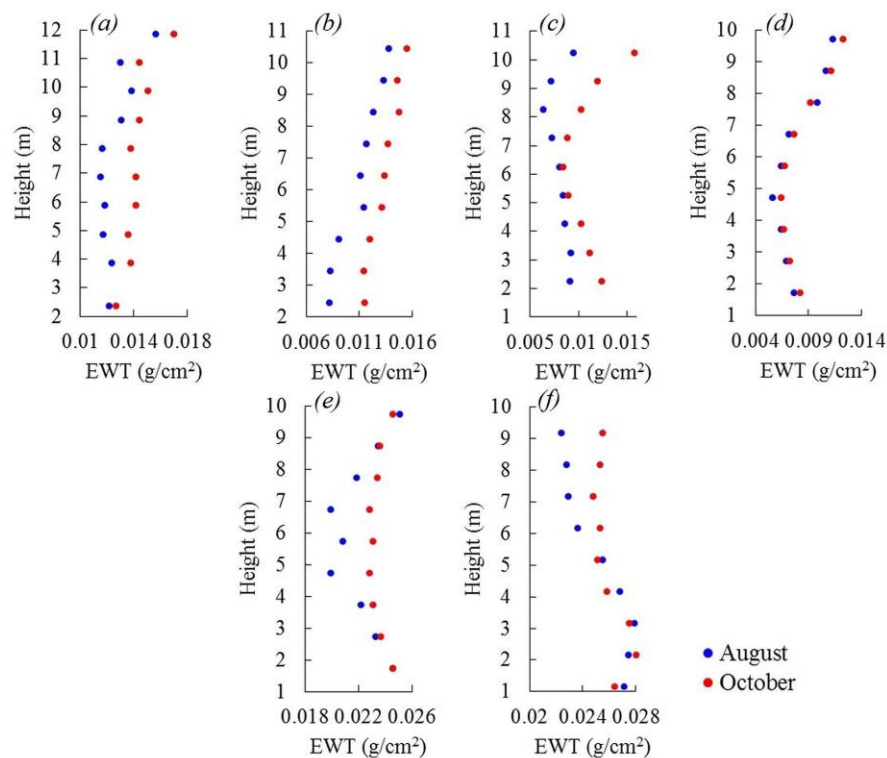 (a)
12
11
10
9
8
7
6
5
4
3
2
Height (m)
0.01 0.014 0.018
EWT (g/cm²)
(b)
11
10
9
8
7
6
5
4
3
2
Height (m)
0.006 0.011 0.016
EWT (g/cm²)
(c)
11
10
9
8
7
6
5
4
3
2
1
Height (m)
0.005 0.01 0.015
EWT (g/cm²)
(d)
10
9
8
7
6
5
4
3
2
1
Height (m)
0.004 0.009 0.014
EWT (g/cm²)
(e)
10
9
8
7
6
5
4
3
2
1
Height (m)
0.018 0.022 0.026
EWT (g/cm²)
(f)
10
9
8
7
6
5
4
3
2
1
Height (m)
0.02 0.024 0.028
EWT (g/cm²)
August
October